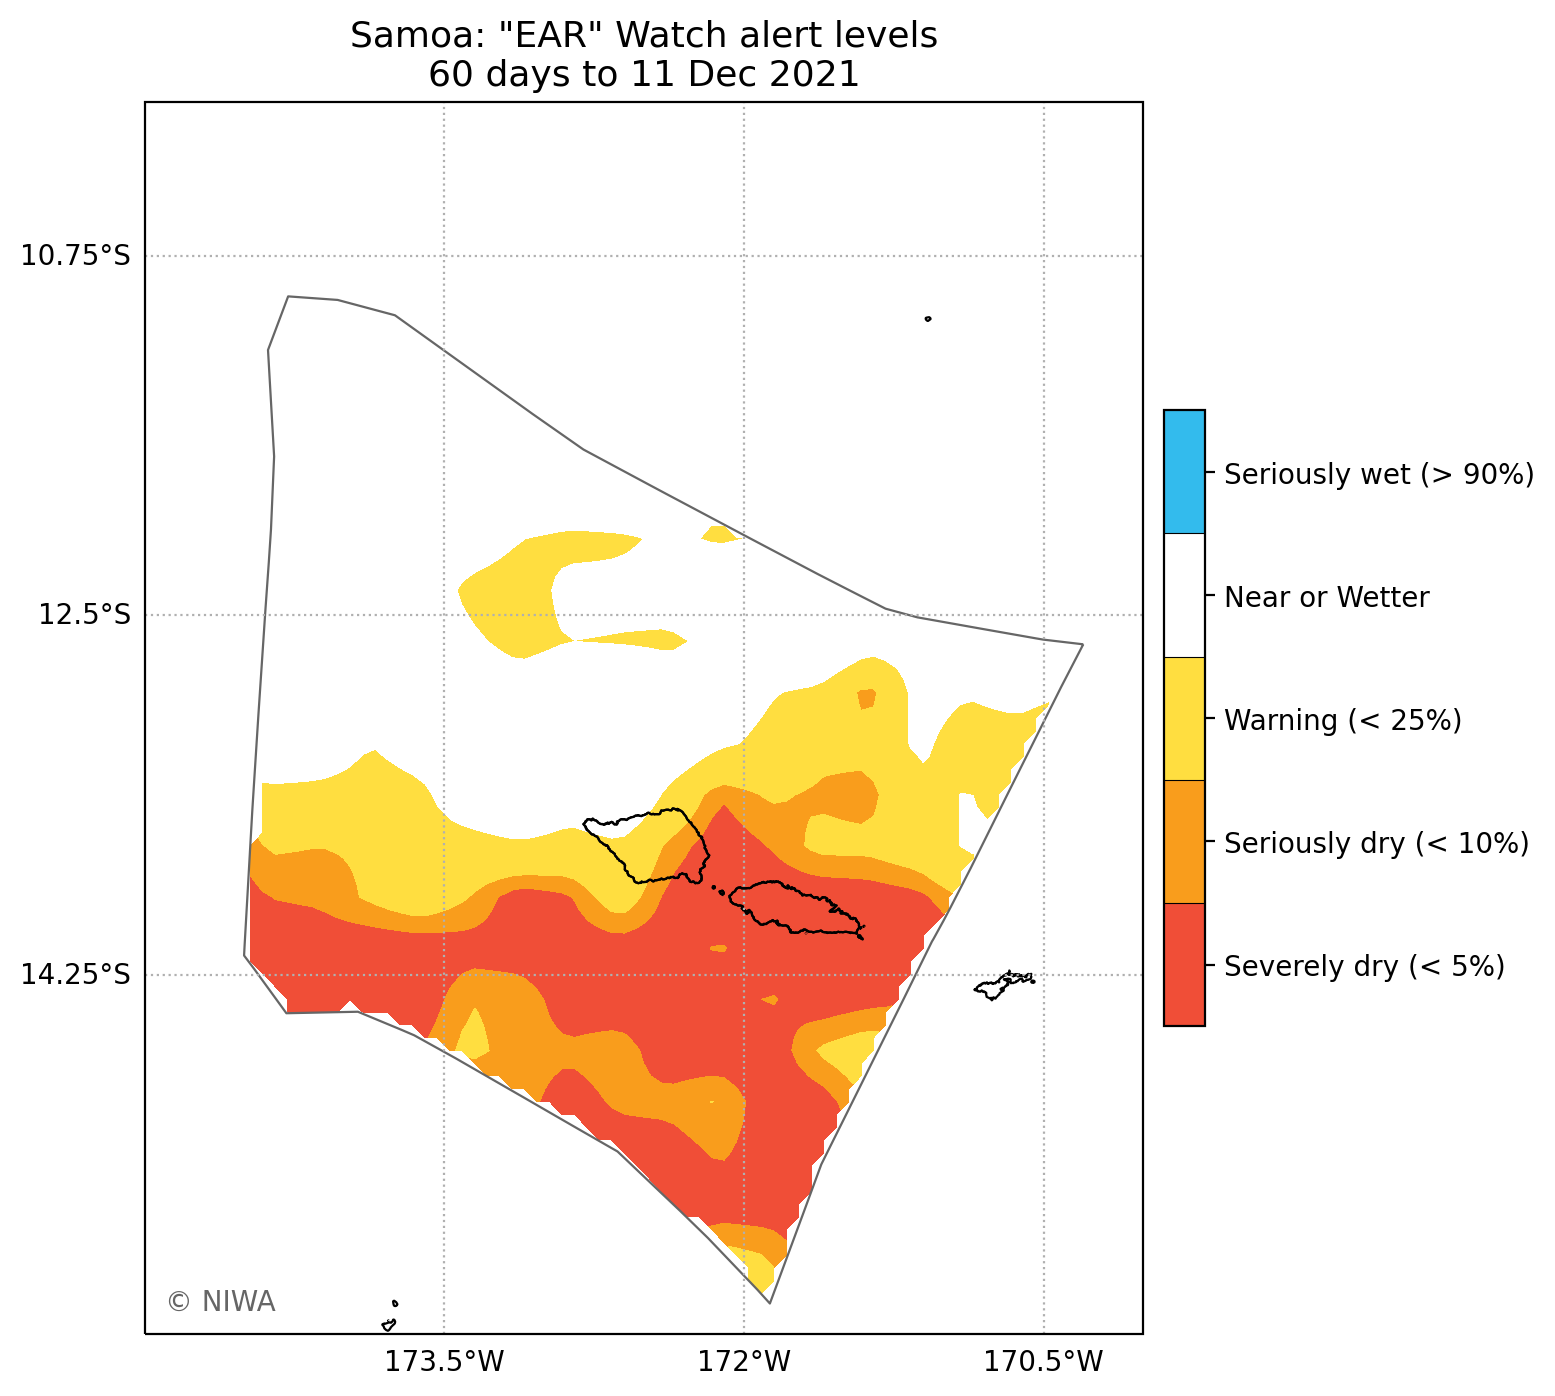 Samoa: "EAR" Watch alert levels
60 days to 11 Dec 2021
10.75°S
12.5°S
14.25°S
173.5°W
172°W
170.5°W
Seriously wet (> 90%)
Near or Wetter
Warning (< 25%)
Seriously dry (< 10%)
Severely dry (< 5%)
© NIWA